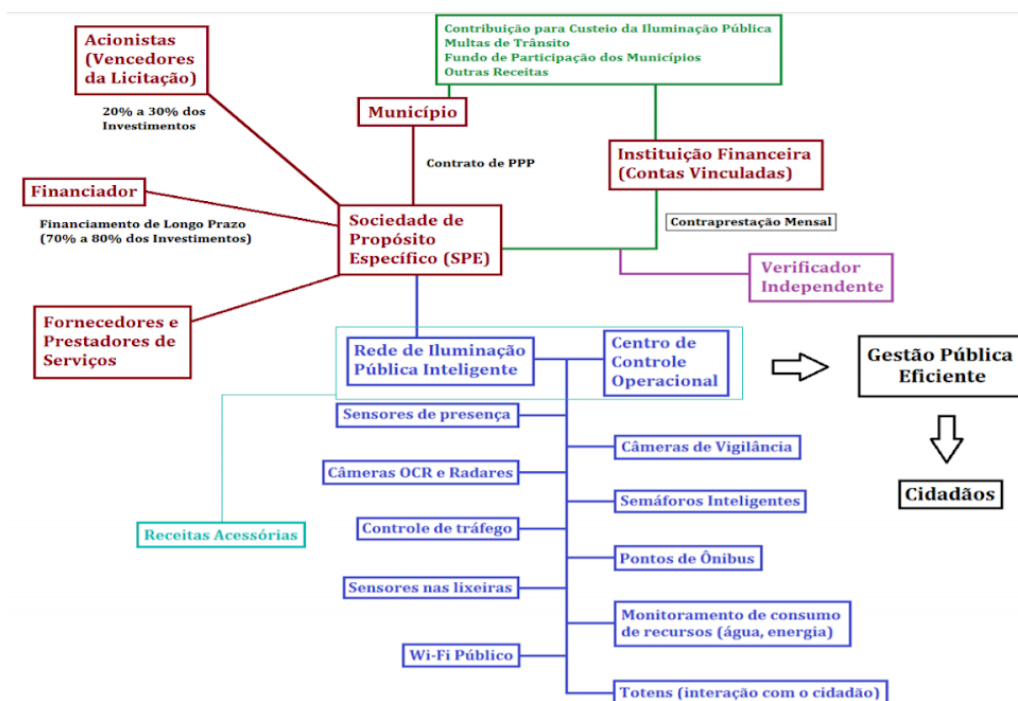 Acionistas
(Vencedores
da Licitação)
20% a 30% dos
Investimentos
Contribuição para Custeio da Iluminação Pública
Multas de Trânsito
Fundo de Participação dos Municípios
Outras Receitas
Município
Contrato de PPP
Instituição Financeira
(Contas Vinculadas)
Financiador
Financiamento de Longo Prazo
(70% a 80% dos Investimentos)
Sociedade de
Propósito
Específico (SPE)
Contraprestação Mensal
Verificador
Independente
Fornecedores e
Prestadores de
Serviços
Rede de Iluminação
Pública Inteligente
Centro de
Controle
Operacional
Gestão Pública
Eficiente
Sensores de presença
Câmeras de Vigilância
Câmeras OCR e Radares
Semáforos Inteligentes
Cidadãos
Receitas Acessórias
Controle de tráfego
Pontos de Ônibus
Sensores nas lixeiras
Monitoramento de consumo
de recursos (água, energia)
Wi-Fi Público
Totens (interação com o cidadão)